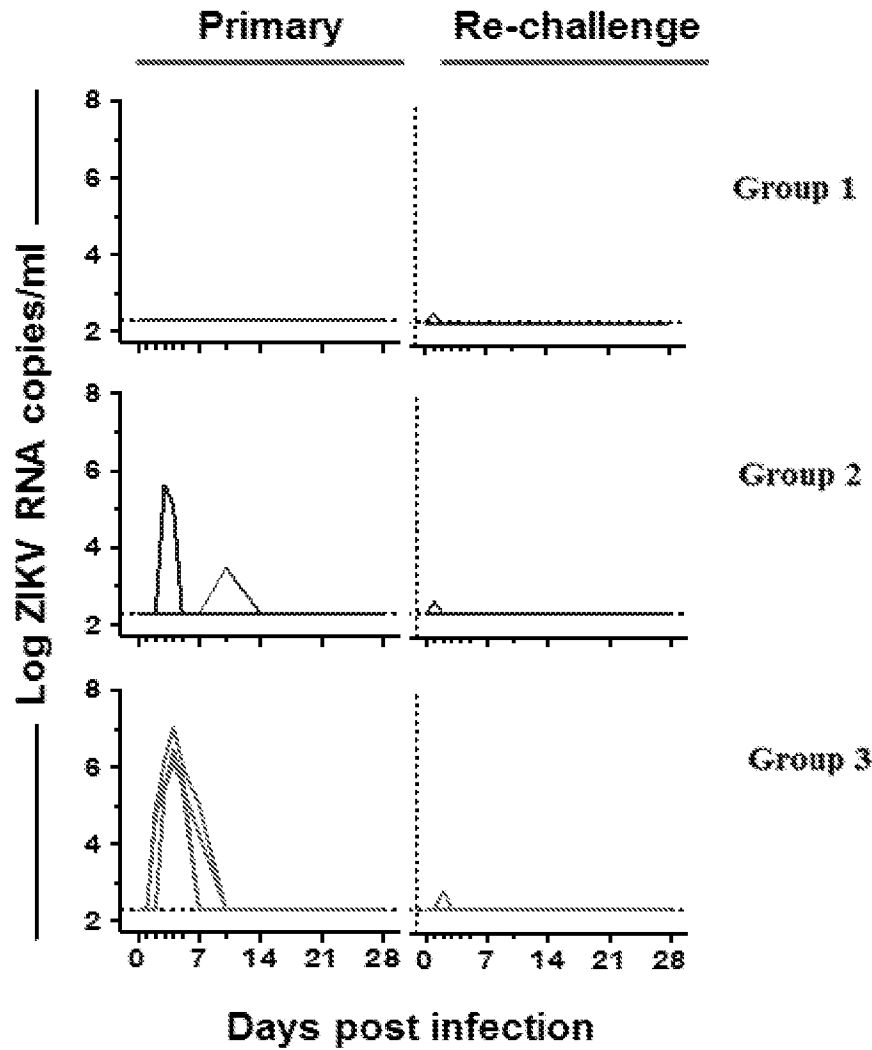 Primary Re-challenge
Log ZIKV RNA copies/ml
8
6
4
2
Group 1
8
6
4
2
Group 2
8
6
4
2
Group 3
0 7 14 21 28 0 7 14 21 28
Days post infection